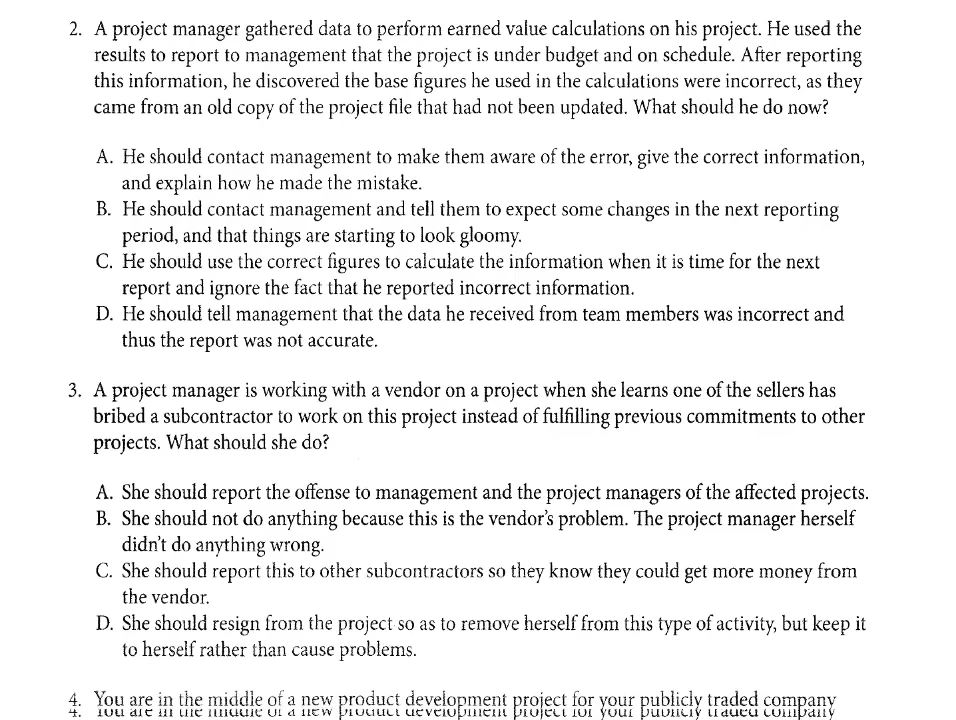 2. A project manager gathered data to perform earned value calculations on his project. He used the
results to report to management that the project is under budget and on schedule. After reporting
this information, he discovered the base figures he used in the calculations were incorrect, as they
came from an old copy of the project file that had not been updated. What should he do now?
A. He should contact management to make them aware of the error, give the correct information,
and explain how he made the mistake.
B. He should contact management and tell them to expect some changes in the next reporting
period, and that things are starting to look gloomy.
C. He should use the correct figures to calculate the information when it is time for the next
report and ignore the fact that he reported incorrect information.
D. He should tell management that the data he received from team members was incorrect and
thus the report was not accurate.
3. A project manager is working with a vendor on a project when she learns one of the sellers has
bribed a subcontractor to work on this project instead of fulfilling previous commitments to other
projects. What should she do?
A. She should report the offense to management and the project managers of the affected projects.
B. She should not do anything because this is the vendor's problem. The project manager herself
didn't do anything wrong.
C. She should report this to other subcontractors so they know they could get more money from
the vendor.
D. She should resign from the project so as to remove herself from this type of activity, but keep it
to herself rather than cause problems.
4. You are in the middle of a new product development project for your publicly traded company